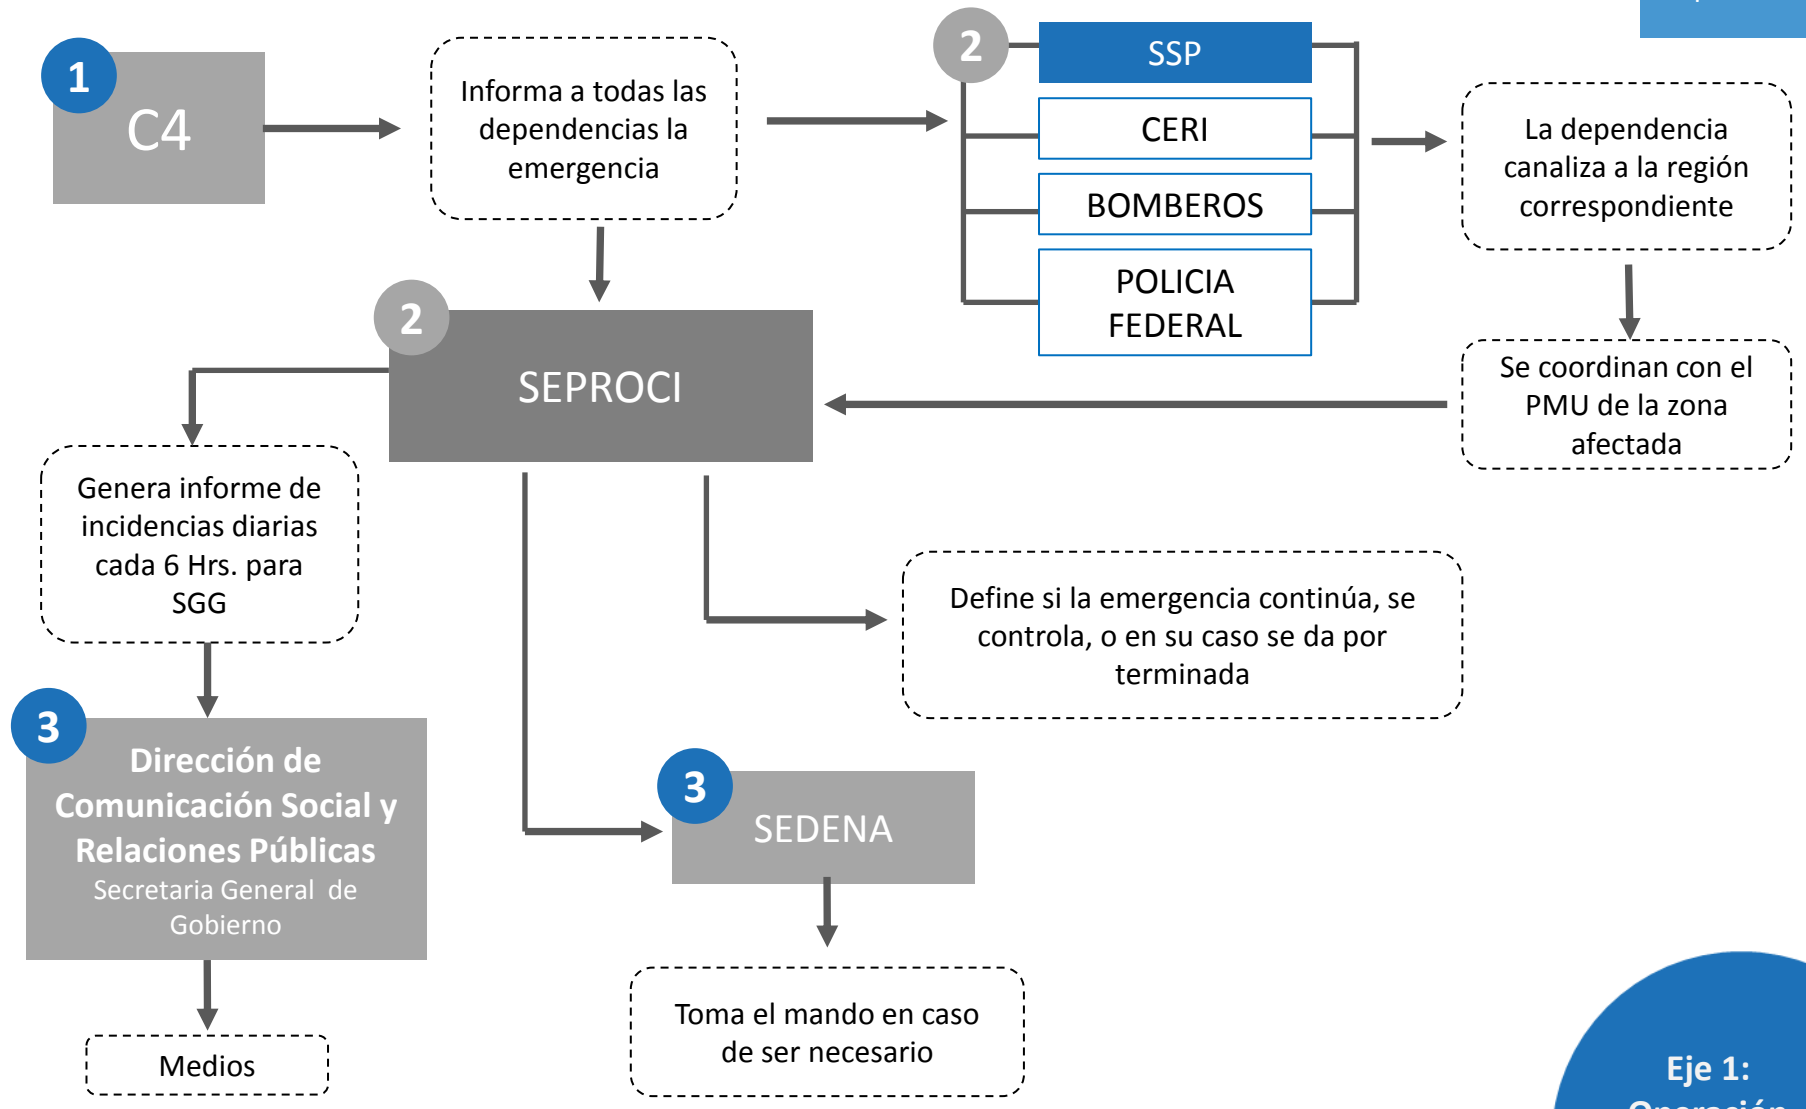 1
C4
Informa a todas las
dependencias la
emergencia
2
SSP
CERI
BOMBEROS
POLICIA
FEDERAL
La dependencia
canaliza a la región
correspondiente
Se coordinan con el
PMU de la zona
afectada
2
SEPROCI
Genera informe de
incidencias diarias
cada 6 Hrs. para
SGG
Define si la emergencia continúa, se
controla, o en su caso se da por
terminada
3
Dirección de
Comunicación Social y
Relaciones Públicas
Secretaria General de
Gobierno
Medios
3
SEDENA
Toma el mando en caso
de ser necesario
Eje 1:
Operación